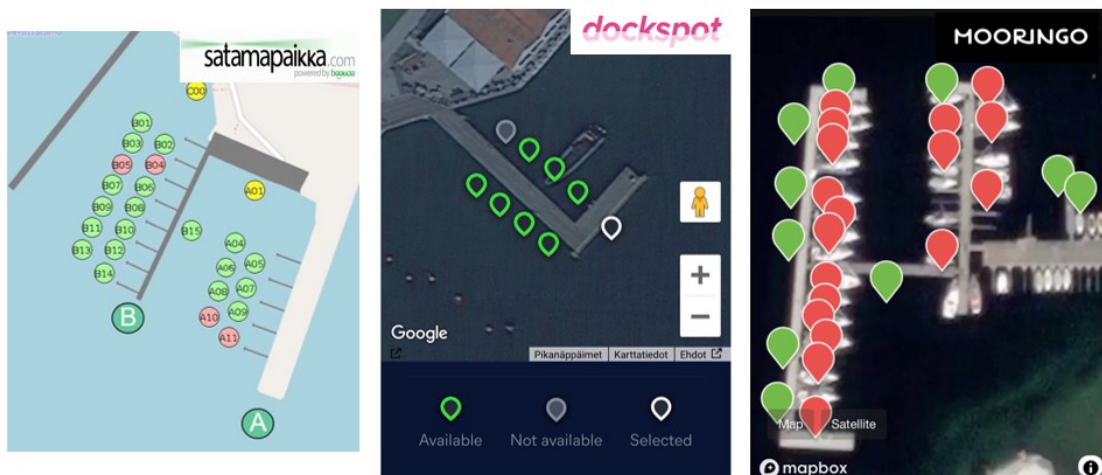 satamapaikka.com
powered by bookaa
C00
B01
B03
B02
B05
B04
B07
B06
B09
B08
B11
B10
B13
B12
B14
B15
A01
A04
A06
A05
A08
A07
A10
A09
A11
B
A
dockspot
Google
Pikanäppäimet
Karttatiedot
Ehdot
Available
Not available
Selected
MOORINGO
Map
Satellite
mapbox